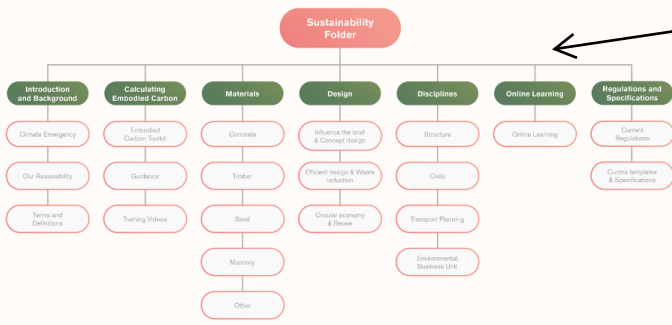 Sustainability
Folder
Introduction
and Background
Calculating
Embodied Carbon
Materials
Design
Disciplines
Online Learning
Regulations and
Specifications
Climate Emergency
Our Resonsibility
Terms and
Definitions
Embodied
Carbon Toolkit
Guidance
Training Videos
Concrete
Timber
Steel
Masonry
Other
Influence the brief
& Concept design
Efficient design & Waste
reduction
Circular economy
& Reuse
Structure
Civils
Transport Planning
Environmental
Business Unit
Online Learning
Current
Regulations
Curtins templates
& Specifications